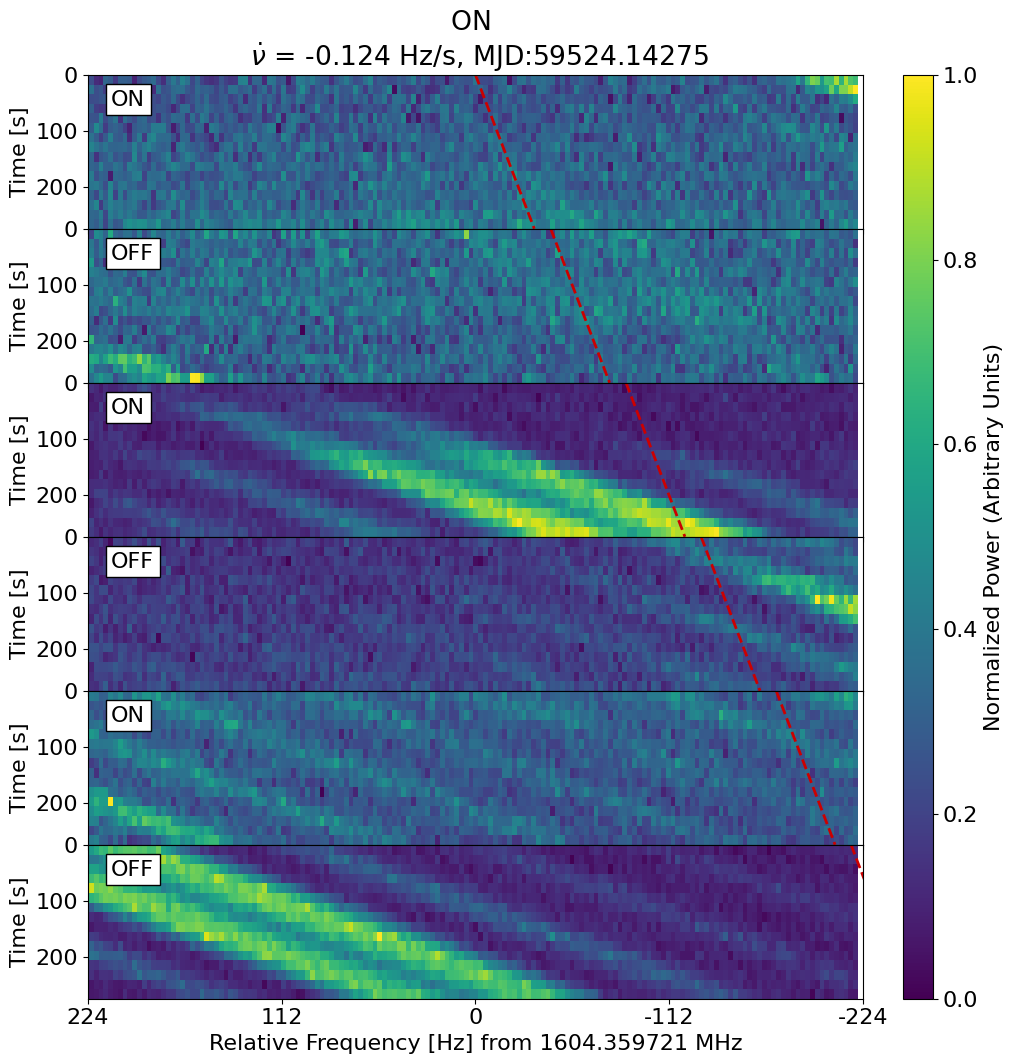 ON
ν̇ = -0.124 Hz/s, MJD:59524.14275
0
ON
100
Time [s]
200
0
OFF
100
Time [s]
200
0
ON
100
Time [s]
200
0
OFF
100
Time [s]
200
0
ON
100
Time [s]
200
0
OFF
100
Time [s]
200
224 112 0 -112 -224
Relative Frequency [Hz] from 1604.359721 MHz
1.0
0.8
0.6
0.4
0.2
0.0
Normalized Power (Arbitrary Units)